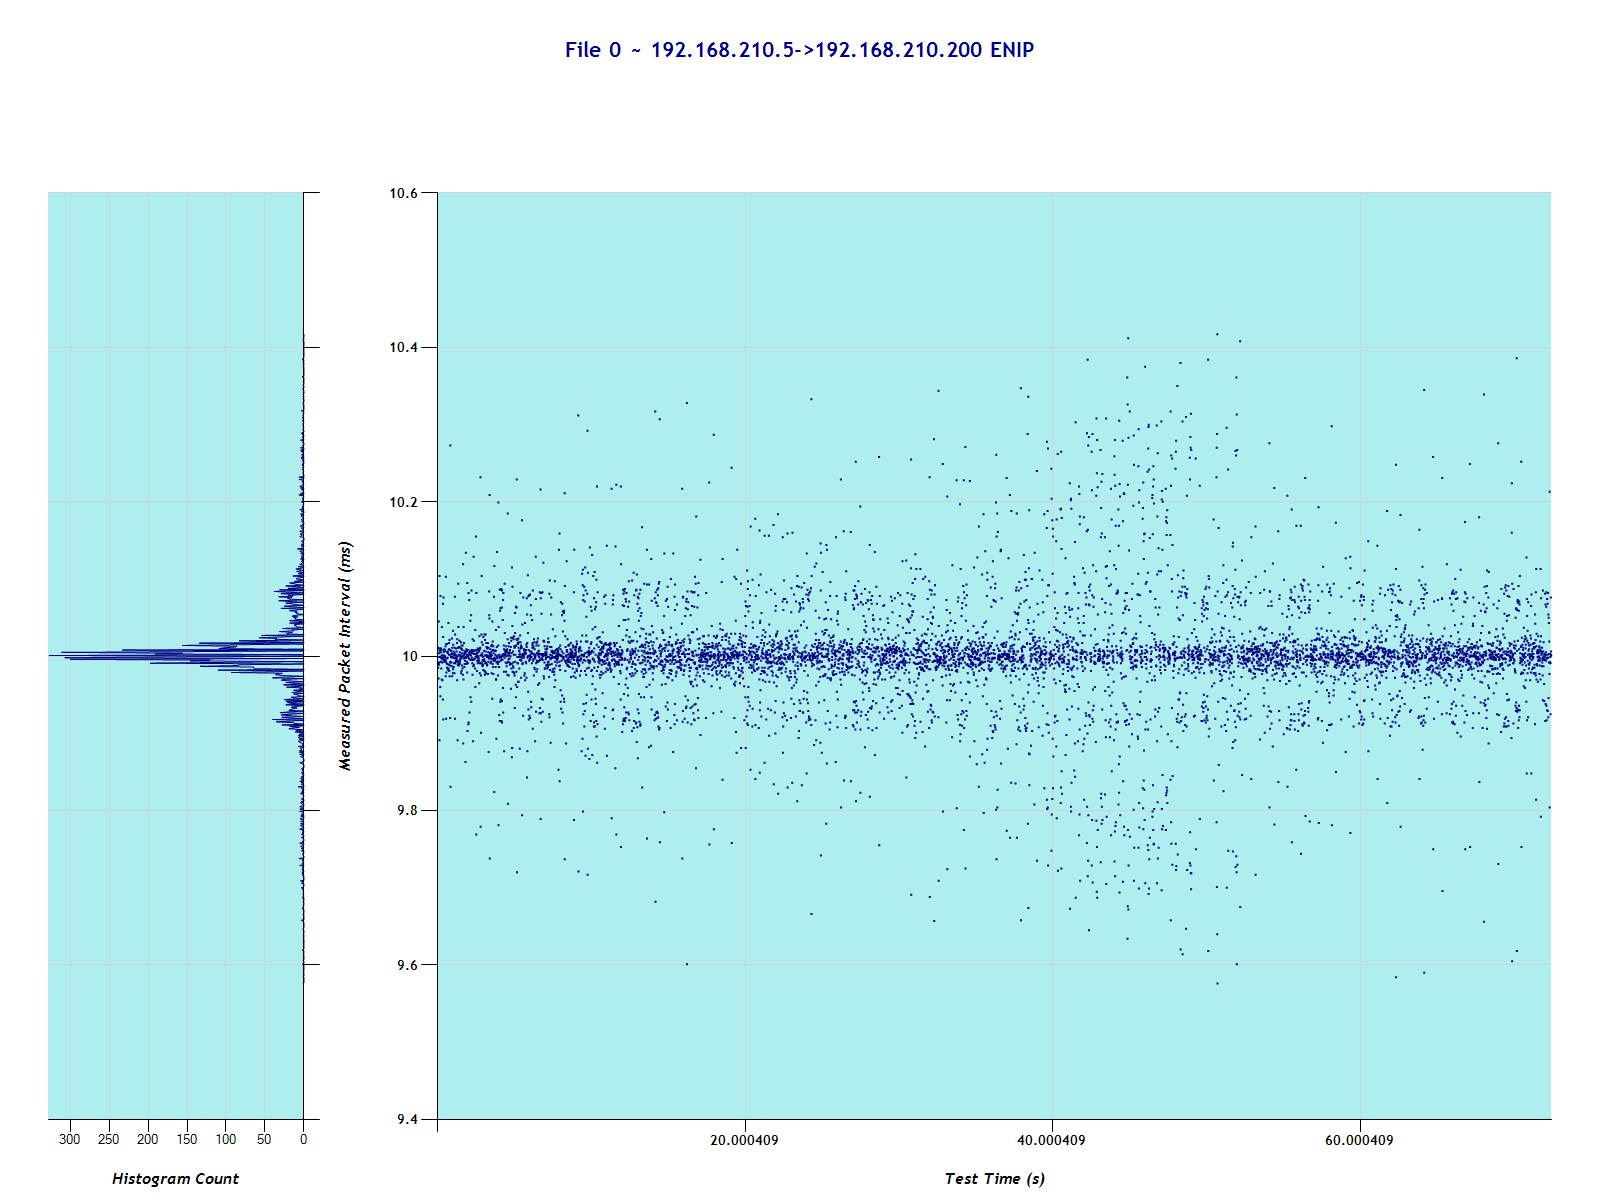 File 0 ~ 192.168.210.5->192.168.210.200 ENIP
10.6
10.4
10.2
10
9.8
9.6
9.4
Measured Packet Interval (ms)
300 250 200 150 100 50 0
20.000409 40.000409 60.000409
Histogram Count
Test Time (s)